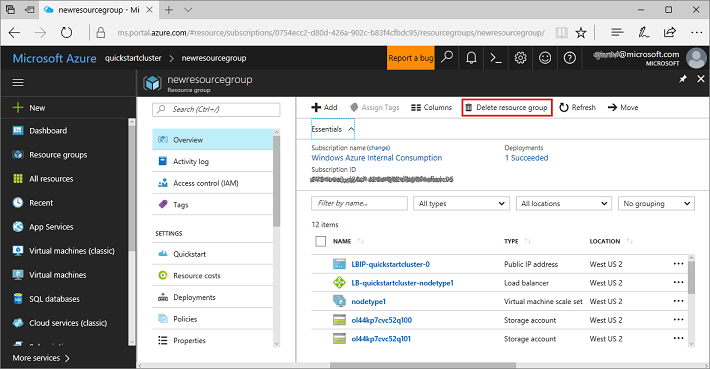 quickstartcluster - Mi
ms.portal.azure.com/#resource/subscriptions/0754ecc2-d80d-426a-902c-b83f4cfbdc95/resourcegroups/newresourcegroup/
Microsoft Azure quickstartcluster > newresourcegroup
Report a bug
@microsoft.com
MICROSOFT
newresourcegroup
Resource group
New
Dashboard
Resource groups
All resources
Recent
App Services
Virtual machines (classic)
Virtual machines
SQL databases
Cloud services (classic)
More services >
Search (Ctrl+/)
Overview
Activity log
Access control (IAM)
Tags
SETTINGS
Quickstart
Resource costs
Deployments
Policies
Properties
Add Assign Tags Columns Delete resource group Refresh Move
Essentials
Subscription name (change) Deployments
Windows Azure Internal Consumption 1 Succeeded
Subscription ID
Filter by name... All types All locations No grouping
12 items
NAME TYPE LOCATION
LBIP-quickstartcluster-0 Public IP address West US 2
LB-quickstartcluster-nodetype1 Load balancer West US 2
nodetype1 Virtual machine scale set West US 2
ol44kp7cvc52q100 Storage account West US 2
ol44kp7cvc52q101 Storage account West US 2